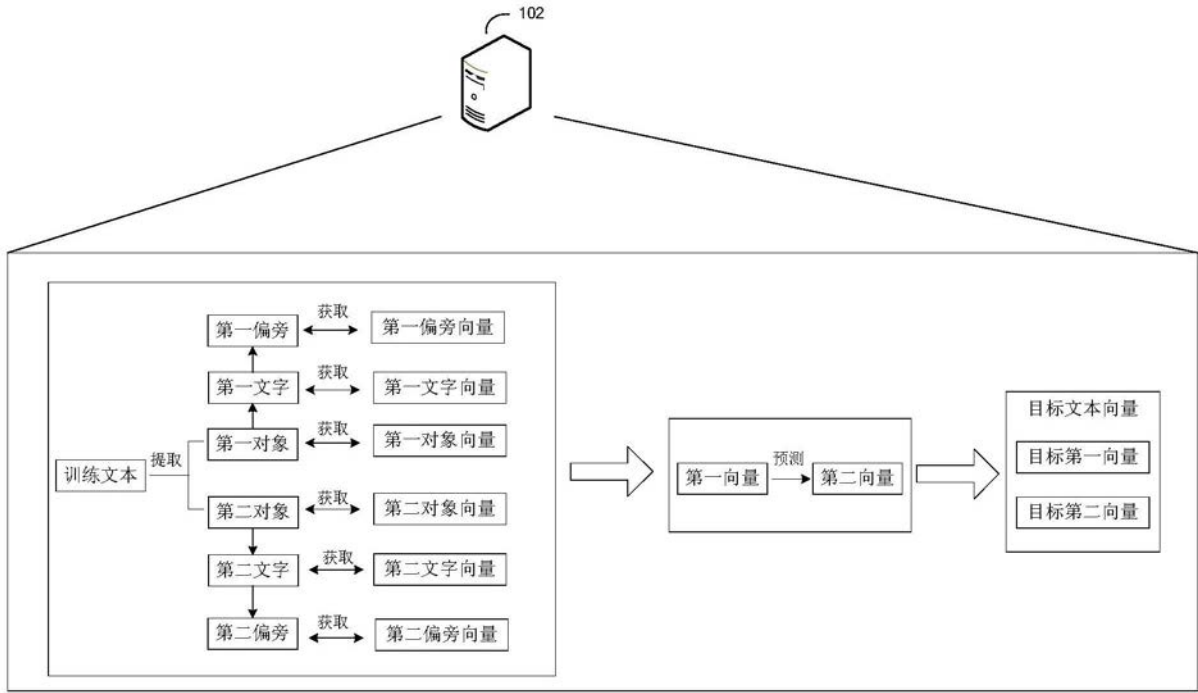 102
第一偏旁 获取 第一偏旁向量
第一文字 获取 第一文字向量
第一对象 获取 第一对象向量
训练文本 提取
第二对象 获取 第二对象向量
第二文字 获取 第二文字向量
第二偏旁 获取 第二偏旁向量
第一向量 预测 第二向量
目标文本向量
目标第一向量
目标第二向量